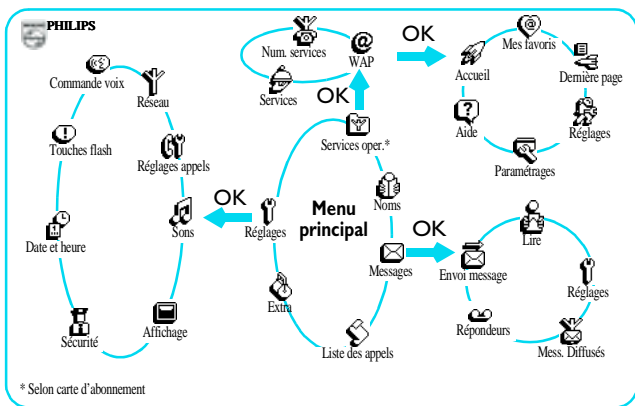 PHILIPS
Num. services
@
WAP
Services
OK
OK
Mes favoris
Accueil
Dernière page
Aide
Réglages
Paramétrages
Commande voix
Réseau
Touches flash
Réglages appels
Date et heure
Sons
Sécurité
Affichage
OK
Services oper.*
Noms
Menu
principal
Réglages
Messages
Extra
Liste des appels
OK
Lire
Envoi message
Réglages
Répondeurs
Mess. Diffusés
* Selon carte d'abonnement